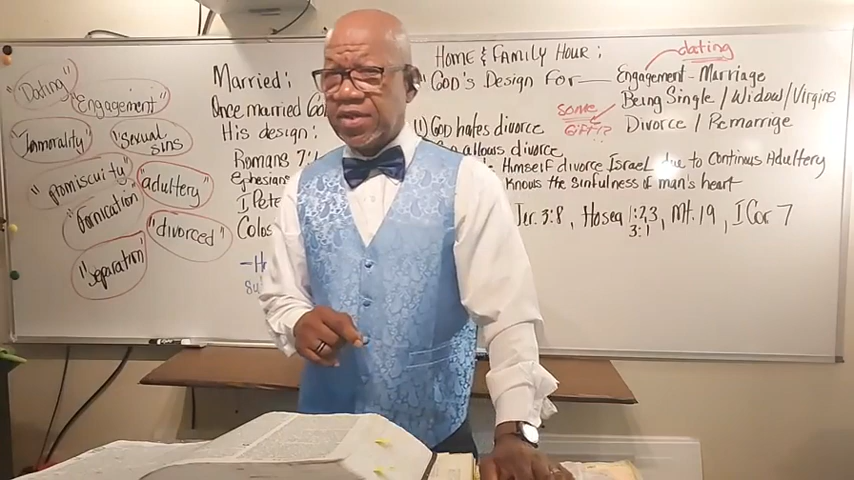 "Dating"
"Engagement"
"Immorality"
"Sexual sins
"Promiscuity"
"Adultery"
"Fornication"
"divorced"
"Separation"
Married:
Once married
His design:
Romans 7:
Ephesians
I Pete
Colos
Home & Family Hour:
God's Design For
Engagement - Marriage
dating
Being Single / Widow / Virgins
Some
Gift!?
Divorce / Remarriage
God hates divorce
allows divorce
Himself divorce Israel due to Continuos Adultery
Knows the sinfulness of man's heart
Jer. 3:8, Hosea 1:2,3, Mt. 19, I Cor 7
3:1